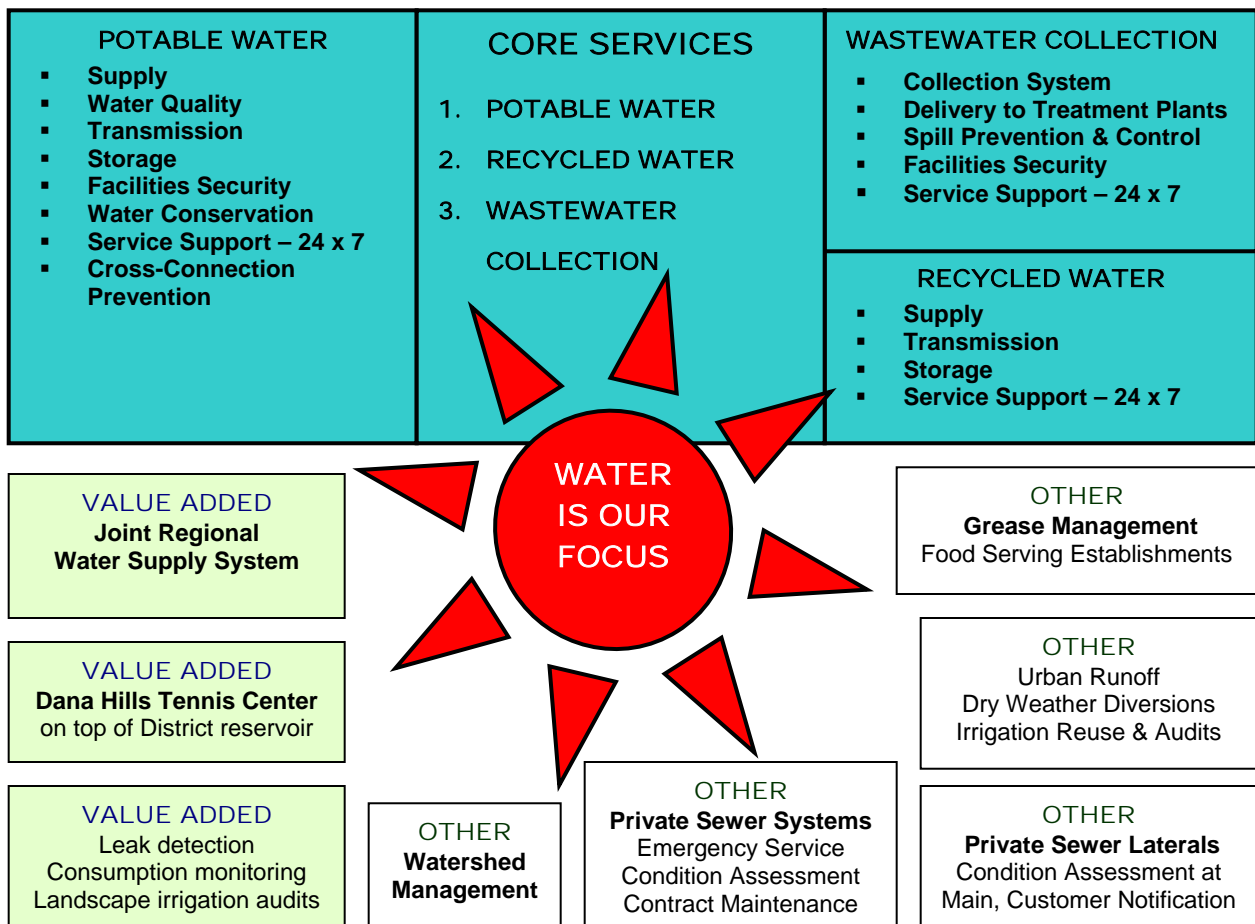 POTABLE WATER
▪ Supply
▪ Water Quality
▪ Transmission
▪ Storage
▪ Facilities Security
▪ Water Conservation
▪ Service Support – 24 x 7
▪ Cross-Connection
Prevention
CORE SERVICES
1. POTABLE WATER
2. RECYCLED WATER
3. WASTEWATER
COLLECTION
WASTEWATER COLLECTION
▪ Collection System
▪ Delivery to Treatment Plants
▪ Spill Prevention & Control
▪ Facilities Security
▪ Service Support – 24 x 7
RECYCLED WATER
▪ Supply
▪ Transmission
▪ Storage
▪ Service Support – 24 x 7
WATER
IS OUR
FOCUS
VALUE ADDED
Joint Regional
Water Supply System
OTHER
Grease Management
Food Serving Establishments
VALUE ADDED
Dana Hills Tennis Center
on top of District reservoir
OTHER
Urban Runoff
Dry Weather Diversions
Irrigation Reuse & Audits
VALUE ADDED
Leak detection
Consumption monitoring
Landscape irrigation audits
OTHER
Watershed
Management
OTHER
Private Sewer Systems
Emergency Service
Condition Assessment
Contract Maintenance
OTHER
Private Sewer Laterals
Condition Assessment at
Main, Customer Notification